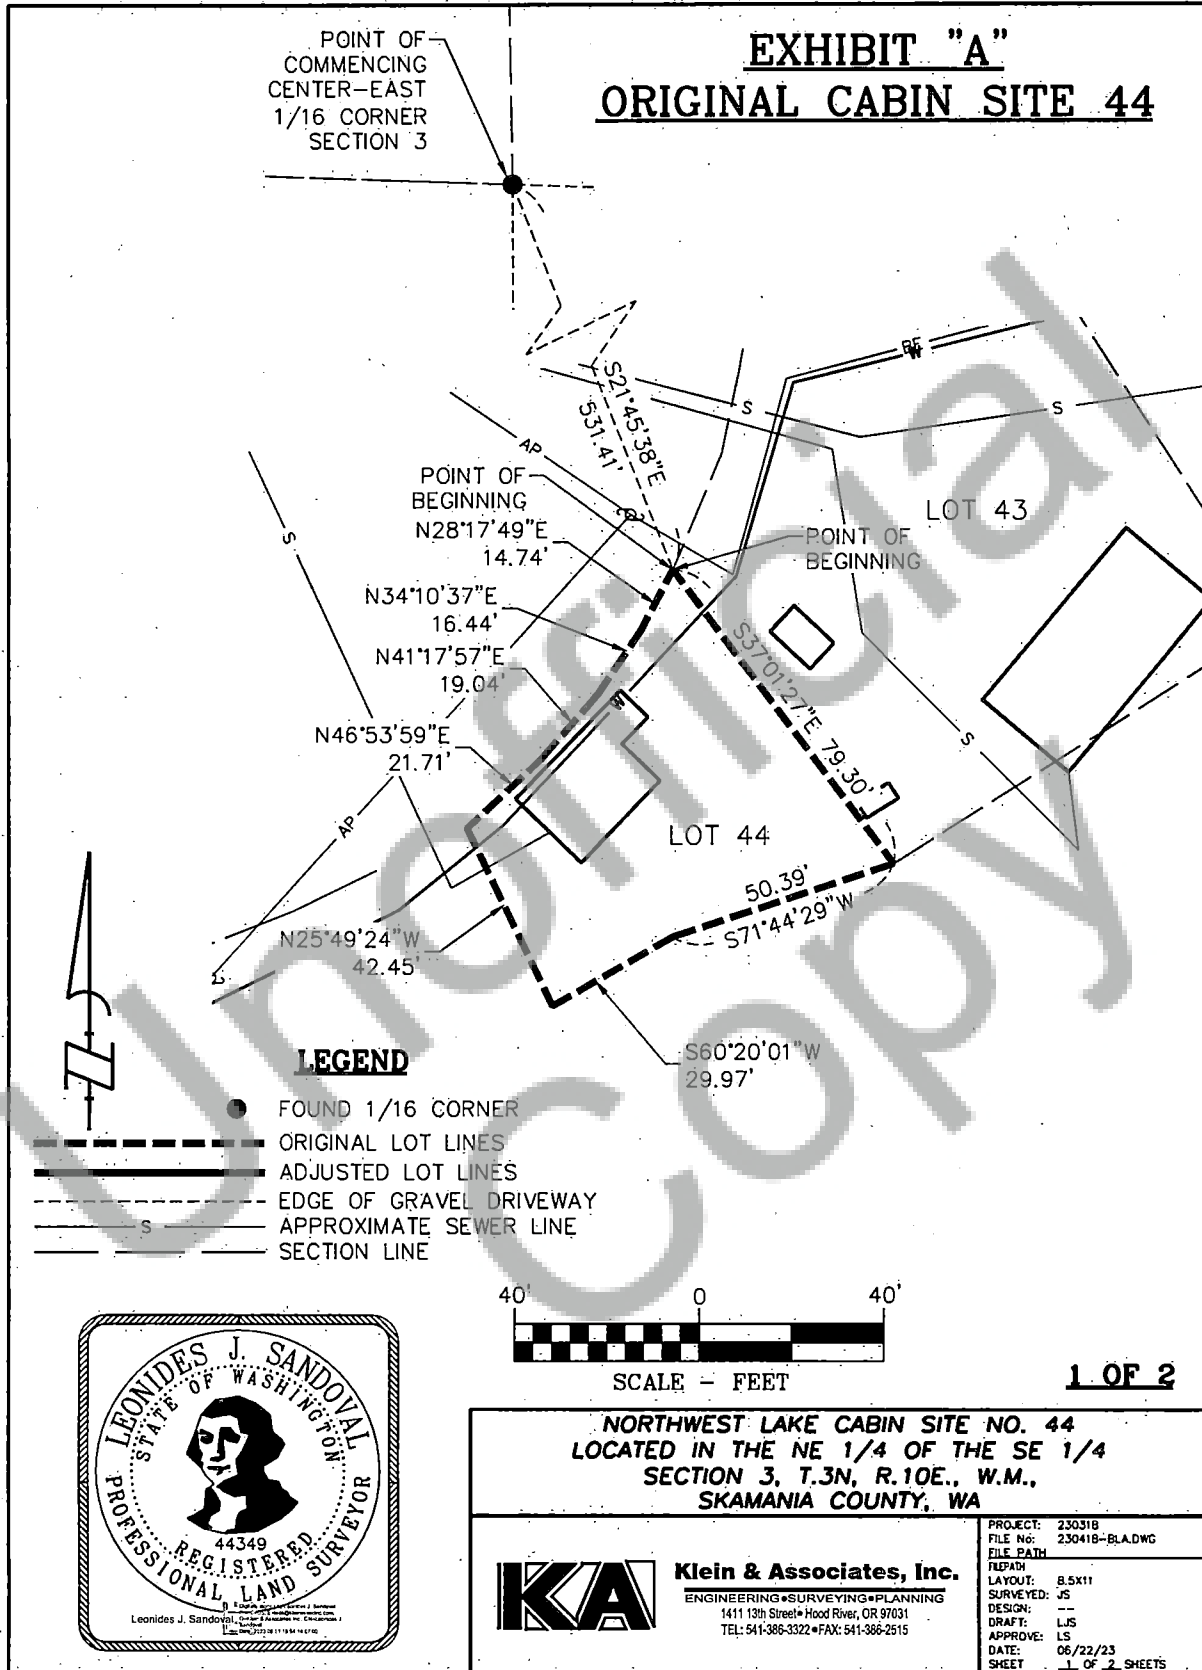 EXHIBIT "A"
ORIGINAL CABIN SITE 44
POINT OF
COMMENCING
CENTER-EAST
1/16 CORNER
SECTION 3
S21°45'38"E
531.41'
BE
W
S
S
AP
S
LOT 43
POINT OF
BEGINNING
POINT OF
BEGINNING
N28°17'49"E
14.74'
N34°10'37"E
16.44'
N41°17'57"E
19.04'
N46°53'59"E
21.71'
W
S37°01'27"E 79.30'
S
AP
LOT 44
50.39'
S71°44'29"W
N25°49'24"W
42.45'
S60°20'01"W
29.97'
LEGEND
FOUND 1/16 CORNER
ORIGINAL LOT LINES
ADJUSTED LOT LINES
EDGE OF GRAVEL DRIVEWAY
S APPROXIMATE SEWER LINE
SECTION LINE
40' 0 40'
SCALE - FEET
1 OF 2
Unofficial
Copy
LEONIDES J. SANDOVAL
STATE OF WASHINGTON
44349
REGISTERED
PROFESSIONAL LAND SURVEYOR
Leonides J. Sandoval
NORTHWEST LAKE CABIN SITE NO. 44
LOCATED IN THE NE 1/4 OF THE SE 1/4
SECTION 3, T.3N, R.10E., W.M.,
SKAMANIA COUNTY, WA
KA
Klein & Associates, Inc.
ENGINEERING•SURVEYING•PLANNING
1411 13th Street• Hood River, OR 97031
TEL: 541-386-3322•FAX: 541-386-2515
PROJECT: 230318
FILE No: 230418-BLA.DWG
FILE PATH
FILEPATH
LAYOUT: 8.5X11
SURVEYED: JS
DESIGN: --
DRAFT: LJS
APPROVE: LS
DATE: 06/22/23
SHEET 1 OF 2 SHEETS